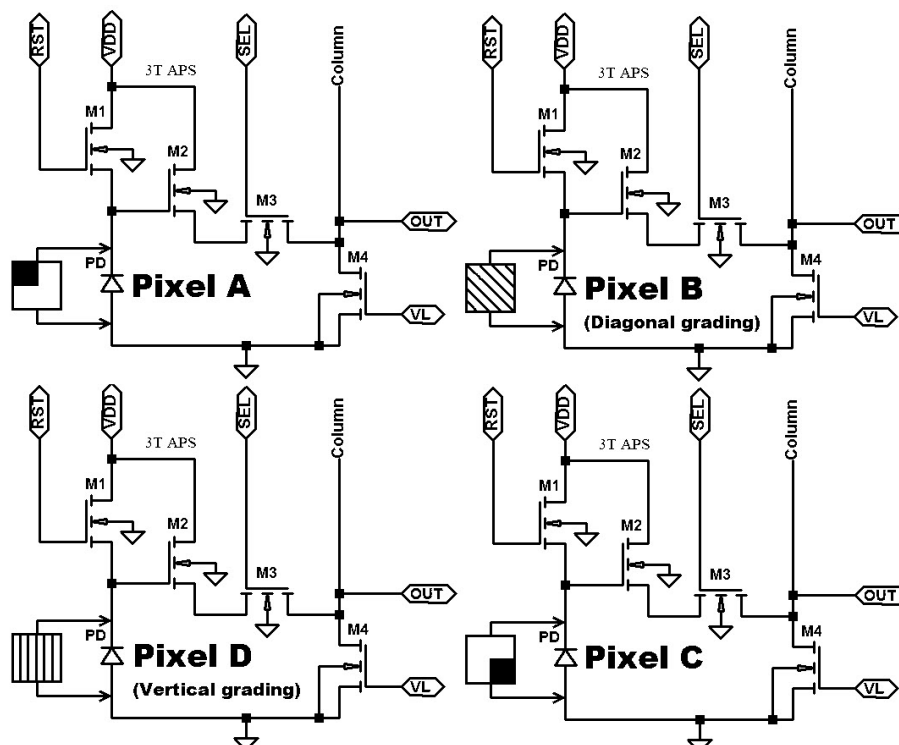 RST
VDD
SEL
Column
3T APS
M1
M2
M3
OUT
PD
Pixel A
M4
VL
RST
VDD
SEL
Column
3T APS
M1
M2
M3
OUT
PD
Pixel B
(Diagonal grading)
M4
VL
RST
VDD
SEL
Column
3T APS
M1
M2
M3
OUT
PD
Pixel D
(Vertical grading)
M4
VL
RST
VDD
SEL
Column
3T APS
M1
M2
M3
OUT
PD
Pixel C
M4
VL